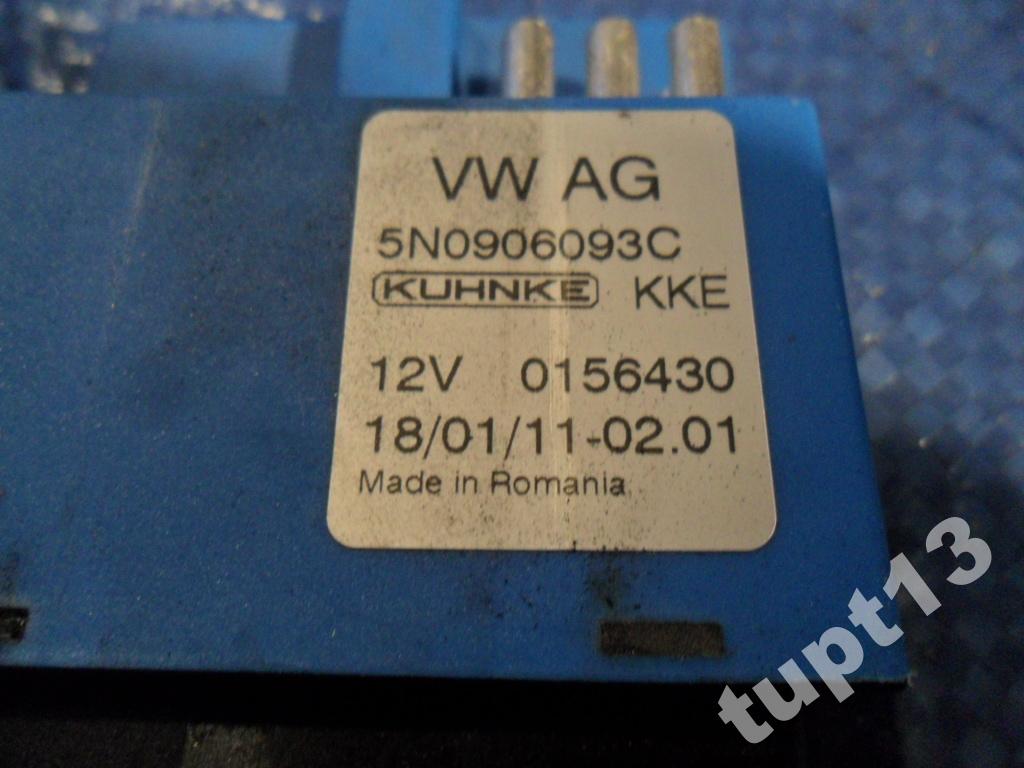 VW AG
5N0906093C
KUHNKE KKE
12V 0156430
18/01/11-02.01
Made in Romania
tupt13